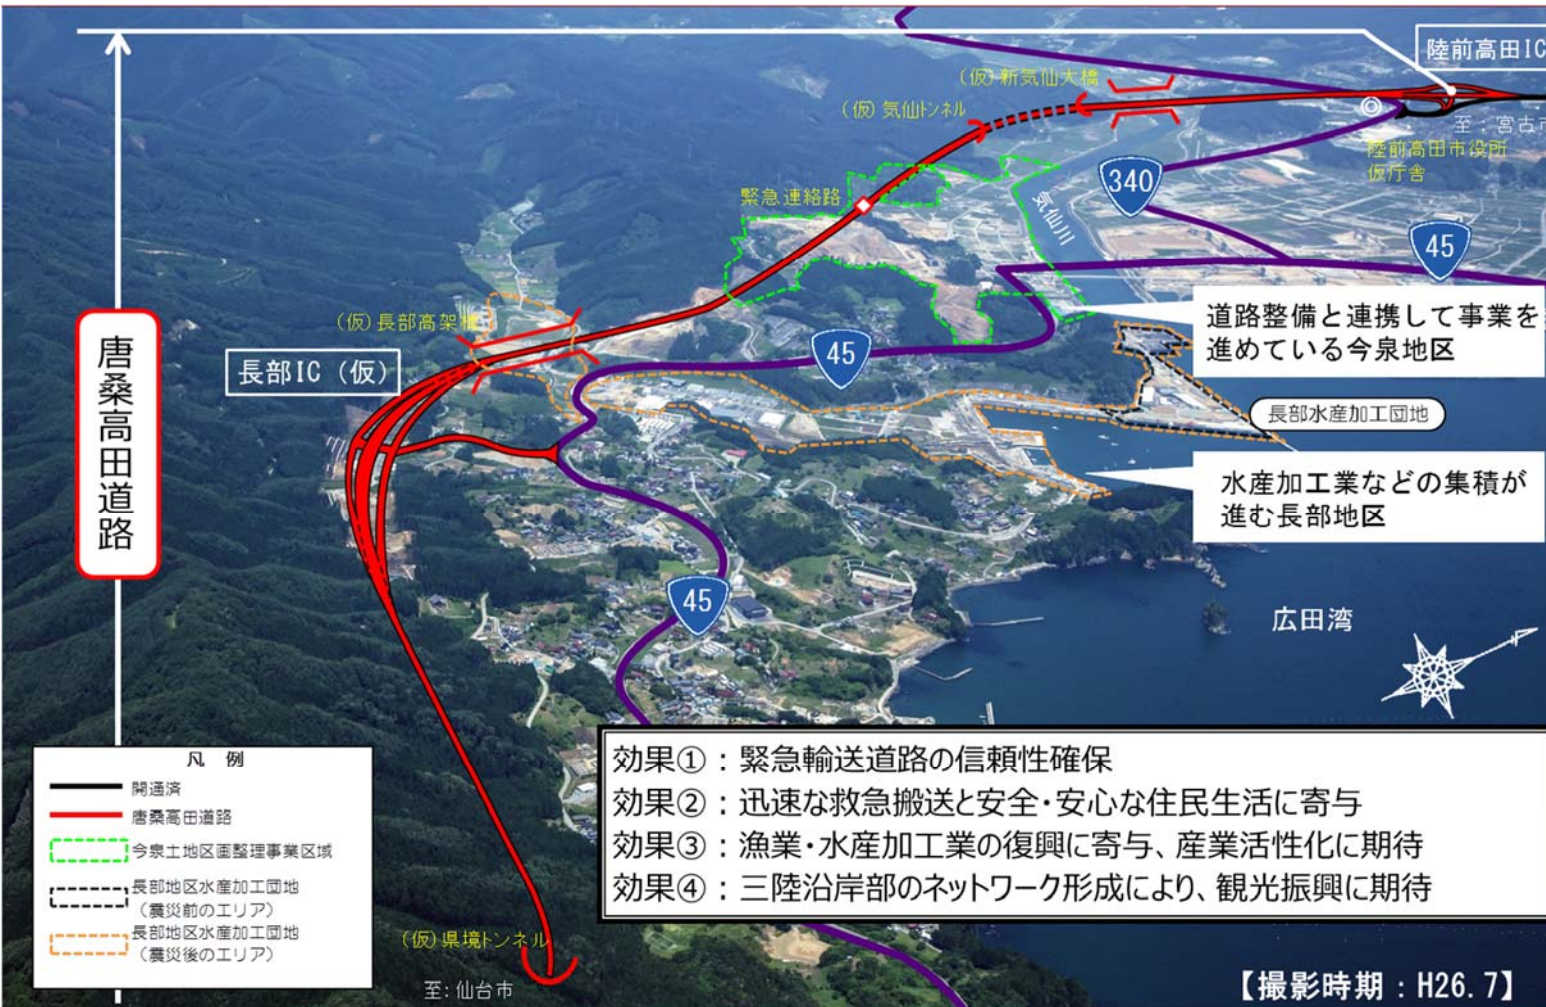 陸前高田IC
(仮)新気仙大橋
(仮)気仙トンネル
至：宮古市
陸前高田市役所
仮庁舎
340
緊急連絡路
気仙川
45
唐桑高田道路
(仮)長部高架橋
長部IC（仮）
45
道路整備と連携して事業を
進めている今泉地区
長部水産加工団地
水産加工業などの集積が
進む長部地区
45
広田湾
凡 例
開通済
唐桑高田道路
今泉土地区画整理事業区域
長部地区水産加工団地
（震災前のエリア）
長部地区水産加工団地
（震災後のエリア）
効果①：緊急輸送道路の信頼性確保
効果②：迅速な救急搬送と安全・安心な住民生活に寄与
効果③：漁業・水産加工業の復興に寄与、産業活性化に期待
効果④：三陸沿岸部のネットワーク形成により、観光振興に期待
(仮)県境トンネル
至：仙台市
【撮影時期：H26.7】